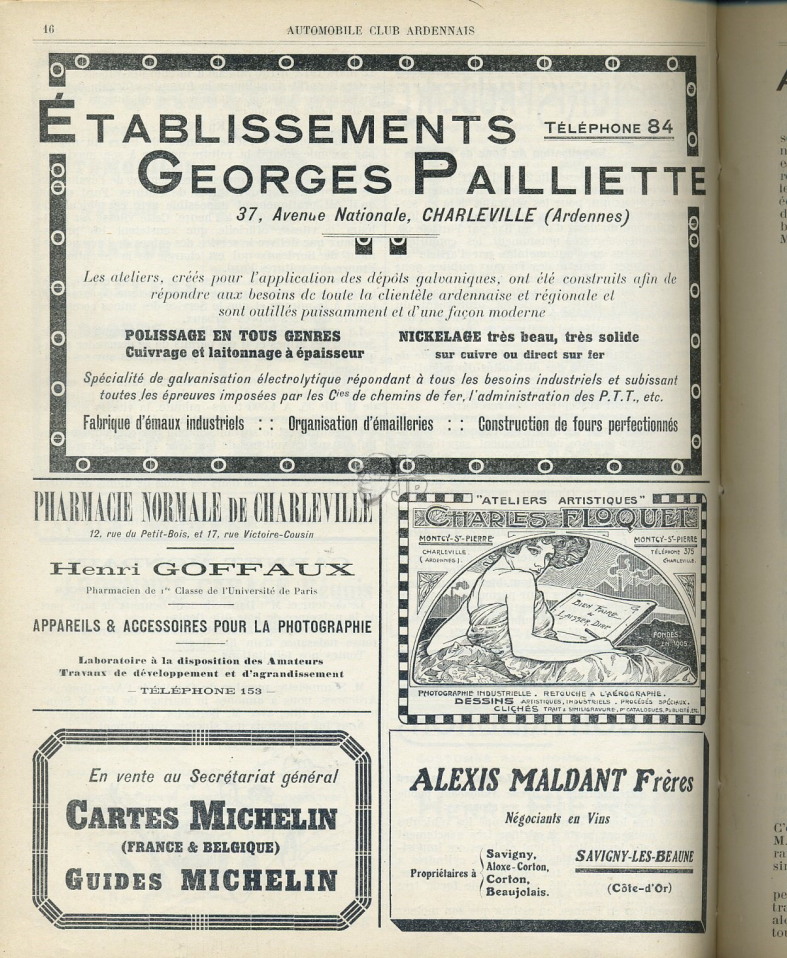 16
AUTOMOBILE CLUB ARDENNAIS
ÉTABLISSEMENTS
TÉLÉPHONE 84
GEORGES PAILLIETTE
37, Avenue Nationale, CHARLEVILLE (Ardennes)
Les ateliers, créés pour l'application des dépôts galvaniques, ont été construits afin de
répondre aux besoins de toute la clientèle ardennaise et régionale et
sont outillés puissamment et d'une façon moderne
POLISSAGE EN TOUS GENRES
Cuivrage et laitonnage à épaisseur
NICKELAGE très beau, très solide
sur cuivre ou direct sur fer
Spécialité de galvanisation électrolytique répondant à tous les besoins industriels et subissant
toutes les épreuves imposées par les Cies de chemins de fer, l'administration des P.T.T., etc.
Fabrique d'émaux industriels : : Organisation d'émailleries : : Construction de fours perfectionnés
PHARMACIE NORMALE DE CHARLEVILLE
12, rue du Petit-Bois, et 17, rue Victoire-Cousin
Henri GOFFAUX
Pharmacien de 1re Classe de l'Université de Paris
APPAREILS & ACCESSOIRES POUR LA PHOTOGRAPHIE
Laboratoire à la disposition des Amateurs
Travaux de développement et d'agrandissement
— TÉLÉPHONE 153 —
"ATELIERS ARTISTIQUES"
CHARLES FLOQUET
MONTCY-St-PIERRE
CHARLEVILLE
(ARDENNES)
MONTCY-St-PIERRE
TÉLÉPHONE 375
CHARLEVILLE
BIEN FAIRE
&
LAISSER DIRE
FONDÉS
EN 1905
PHOTOGRAPHIE INDUSTRIELLE. RETOUCHE A L'AÉROGRAPHE.
DESSINS ARTISTIQUES, INDUSTRIELS. PROCÉDÉS SPÉCIAUX.
CLICHÉS TRAIT & SIMILIGRAVURE, Pr CATALOGUES, PUBLICITÉ, ETC.
En vente au Secrétariat général
CARTES MICHELIN
(FRANCE & BELGIQUE)
GUIDES MICHELIN
ALEXIS MALDANT Frères
Négociants en Vins
Propriétaires à
Savigny,
Aloxe-Corton,
Corton,
Beaujolais.
SAVIGNY-LES-BEAUNE
(Côte-d'Or)